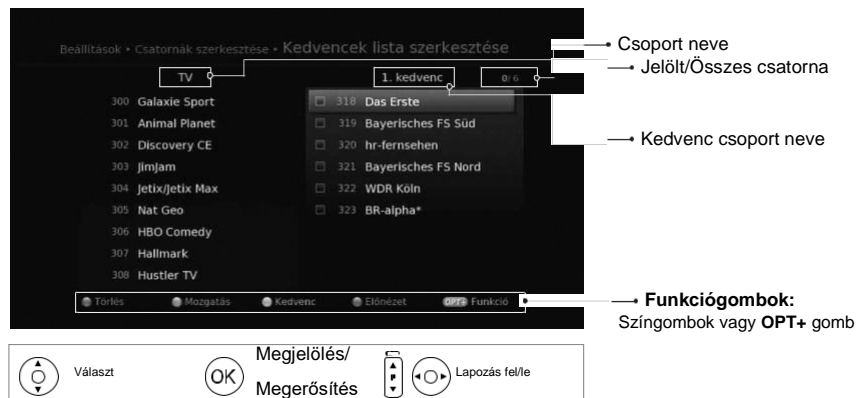 Beállítások • Csatornák szerkesztése • Kedvencek lista szerkesztése
TV
1. kedvenc
0/ 6
300 Galaxie Sport
301 Animal Planet
302 Discovery CE
303 JimJam
304 Jetix/Jetix Max
305 Nat Geo
306 HBO Comedy
307 Hallmark
308 Hustler TV
318 Das Erste
319 Bayerisches FS Süd
320 hr-fernsehen
321 Bayerisches FS Nord
322 WDR Köln
323 BR-alpha*
Törlés Mozgatás Kedvenc Előnézet OPT+ Funkció
Csoport neve
Jelölt/Összes csatorna
Kedvenc csoport neve
Funkciógombok:
Színgombok vagy OPT+ gomb
Választ
OK
Megjelölés/
Megerősítés
P
Lapozás fel/le